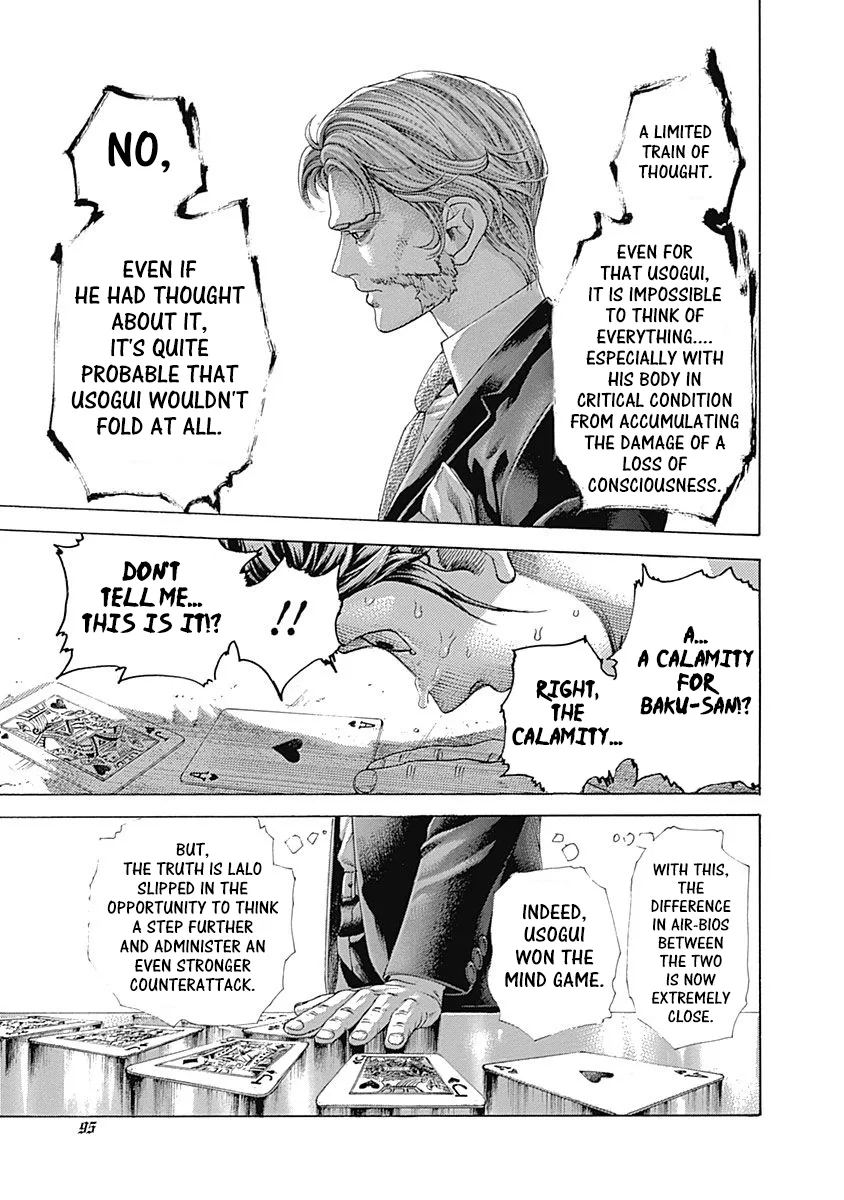 A LIMITED
TRAIN OF
THOUGHT.
EVEN FOR
THAT USOGUI,
IT IS IMPOSSIBLE
TO THINK OF
EVERYTHING....
ESPECIALLY WITH
HIS BODY IN
CRITICAL CONDITION
FROM ACCUMULATING
THE DAMAGE OF A
LOSS OF
CONSCIOUSNESS.
NO,
EVEN IF
HE HAD THOUGHT
ABOUT IT,
IT'S QUITE
PROBABLE THAT
USOGUI WOULDN'T
FOLD AT ALL.
A...
A CALAMITY
FOR
BAKU-SAN!?
RIGHT,
THE
CALAMITY...
!!
DON'T
TELL ME...
THIS IS IT!?
A
A
WITH THIS,
THE
DIFFERENCE
IN AIR-BIOS
BETWEEN
THE TWO
IS NOW
EXTREMELY
CLOSE.
INDEED,
USOGUI
WON THE
MIND GAME.
BUT,
THE TRUTH IS LALO
SLIPPED IN THE
OPPORTUNITY TO THINK
A STEP FURTHER
AND ADMINISTER AN
EVEN STRONGER
COUNTERATTACK.
J
J
A
95